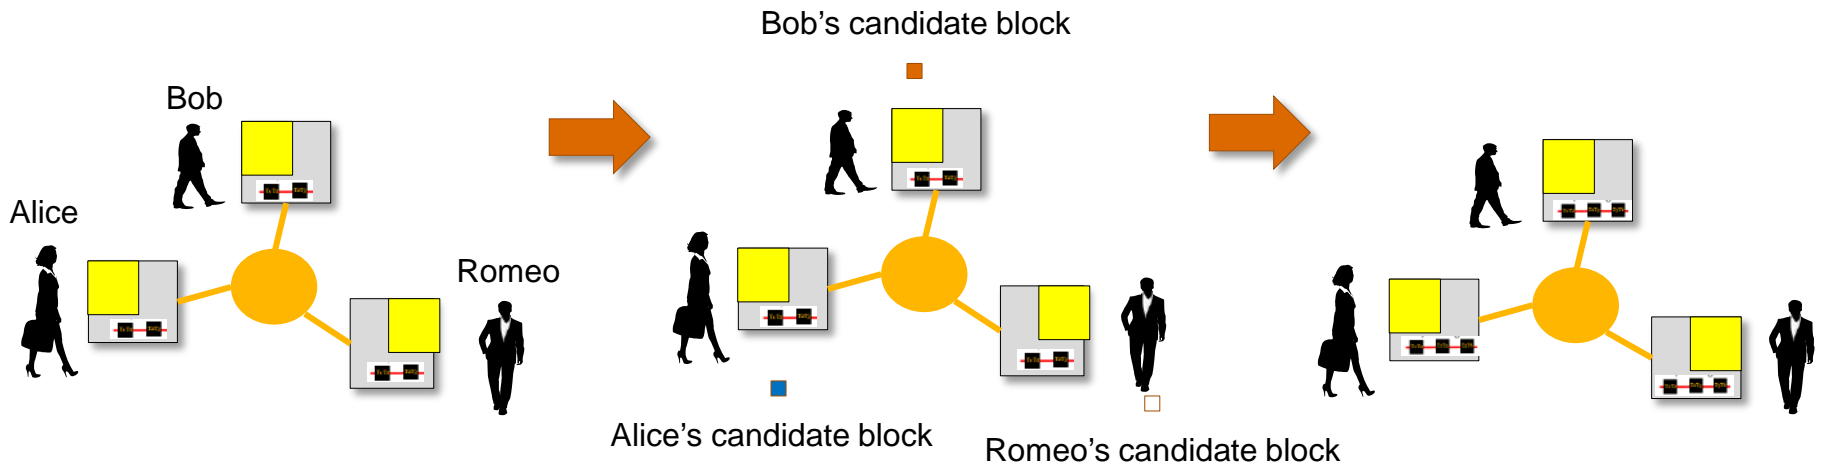 Bob's candidate block
Bob
Alice
Romeo
Alice's candidate block
Romeo's candidate block